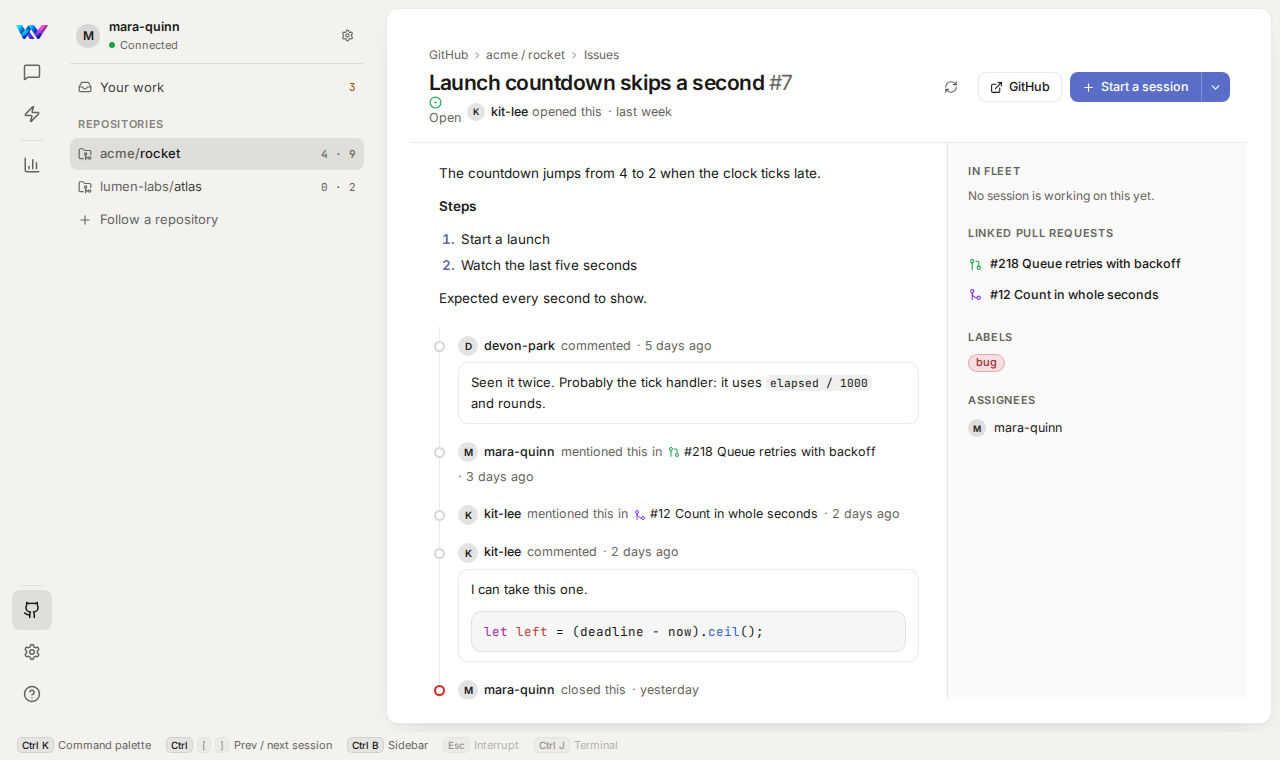 M mara-quinn
Connected
Your work 3
REPOSITORIES
acme/rocket 4 · 9
lumen-labs/atlas 0 · 2
Follow a repository
GitHub > acme / rocket > Issues
Launch countdown skips a second #7
Open K kit-lee opened this · last week
GitHub
+ Start a session
The countdown jumps from 4 to 2 when the clock ticks late.
Steps
1. Start a launch
2. Watch the last five seconds
Expected every second to show.
D devon-park commented · 5 days ago
Seen it twice. Probably the tick handler: it uses elapsed / 1000
and rounds.
M mara-quinn mentioned this in #218 Queue retries with backoff
· 3 days ago
K kit-lee mentioned this in #12 Count in whole seconds · 2 days ago
K kit-lee commented · 2 days ago
I can take this one.
let left = (deadline - now).ceil();
M mara-quinn closed this · yesterday
IN FLEET
No session is working on this yet.
LINKED PULL REQUESTS
#218 Queue retries with backoff
#12 Count in whole seconds
LABELS
bug
ASSIGNEES
M mara-quinn
Ctrl K Command palette Ctrl [ ] Prev / next session Ctrl B Sidebar Esc Interrupt Ctrl J Terminal